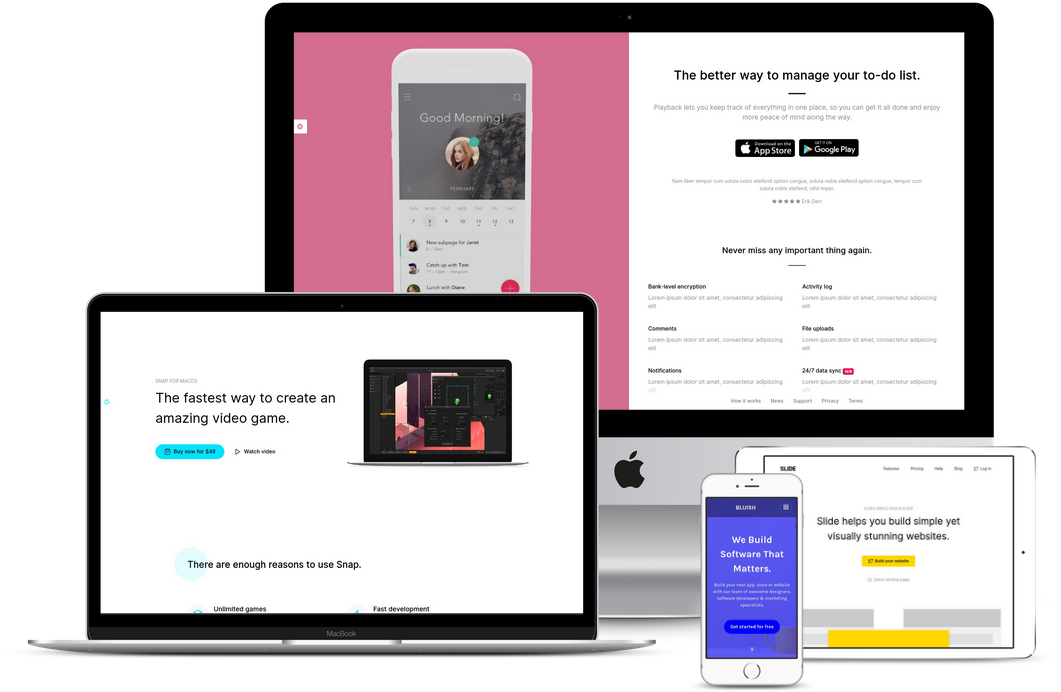 The better way to manage your to-do list.
Playback lets you keep track of everything in one place, so you can get it all done and enjoy
more peace of mind along the way.
Download on the
App Store
GET IT ON
Google Play
Nam liber tempor cum soluta nobis eleifend option congue, soluta nobis eleifend option congue, tempor cum
soluta nobis eleifend, nihil imper.
★★★★★ Erik Derr
Never miss any important thing again.
Bank-level encryption
Lorem ipsum dolor sit amet, consectetur adipiscing
elit
Activity log
Lorem ipsum dolor sit amet, consectetur adipiscing
elit
Comments
Lorem ipsum dolor sit amet, consectetur adipiscing
elit
File uploads
Lorem ipsum dolor sit amet, consectetur adipiscing
elit
Notifications
Lorem ipsum dolor sit amet, consectetur adipiscing
24/7 data sync NEW
Lorem ipsum dolor sit amet, consectetur adipiscing
How it works News Support Privacy Terms
Good Morning!
FEBRUARY
SUN MON TUE WED THU FRI SAT
7 8 9 10 11 12 13
New subpage for Janet
8 - 10am
Catch up with Tom
11 - 12pm Hangouts
Lunch with Diane
SNAP FOR MACOS
The fastest way to create an
amazing video game.
Buy now for $49
Watch video
There are enough reasons to use Snap.
Unlimited games
Fast development
MacBook
BLUISH
We Build
Software That
Matters.
Build your next app, store or website
with our team of awesome designers,
software developers & marketing
specialists.
Get started for free
SLIDE
Features Pricing Help Blog Log in
SUPER SIMPLE PAGE BUILDER
Slide helps you build simple yet
visually stunning websites.
Build your website
Demo landing page